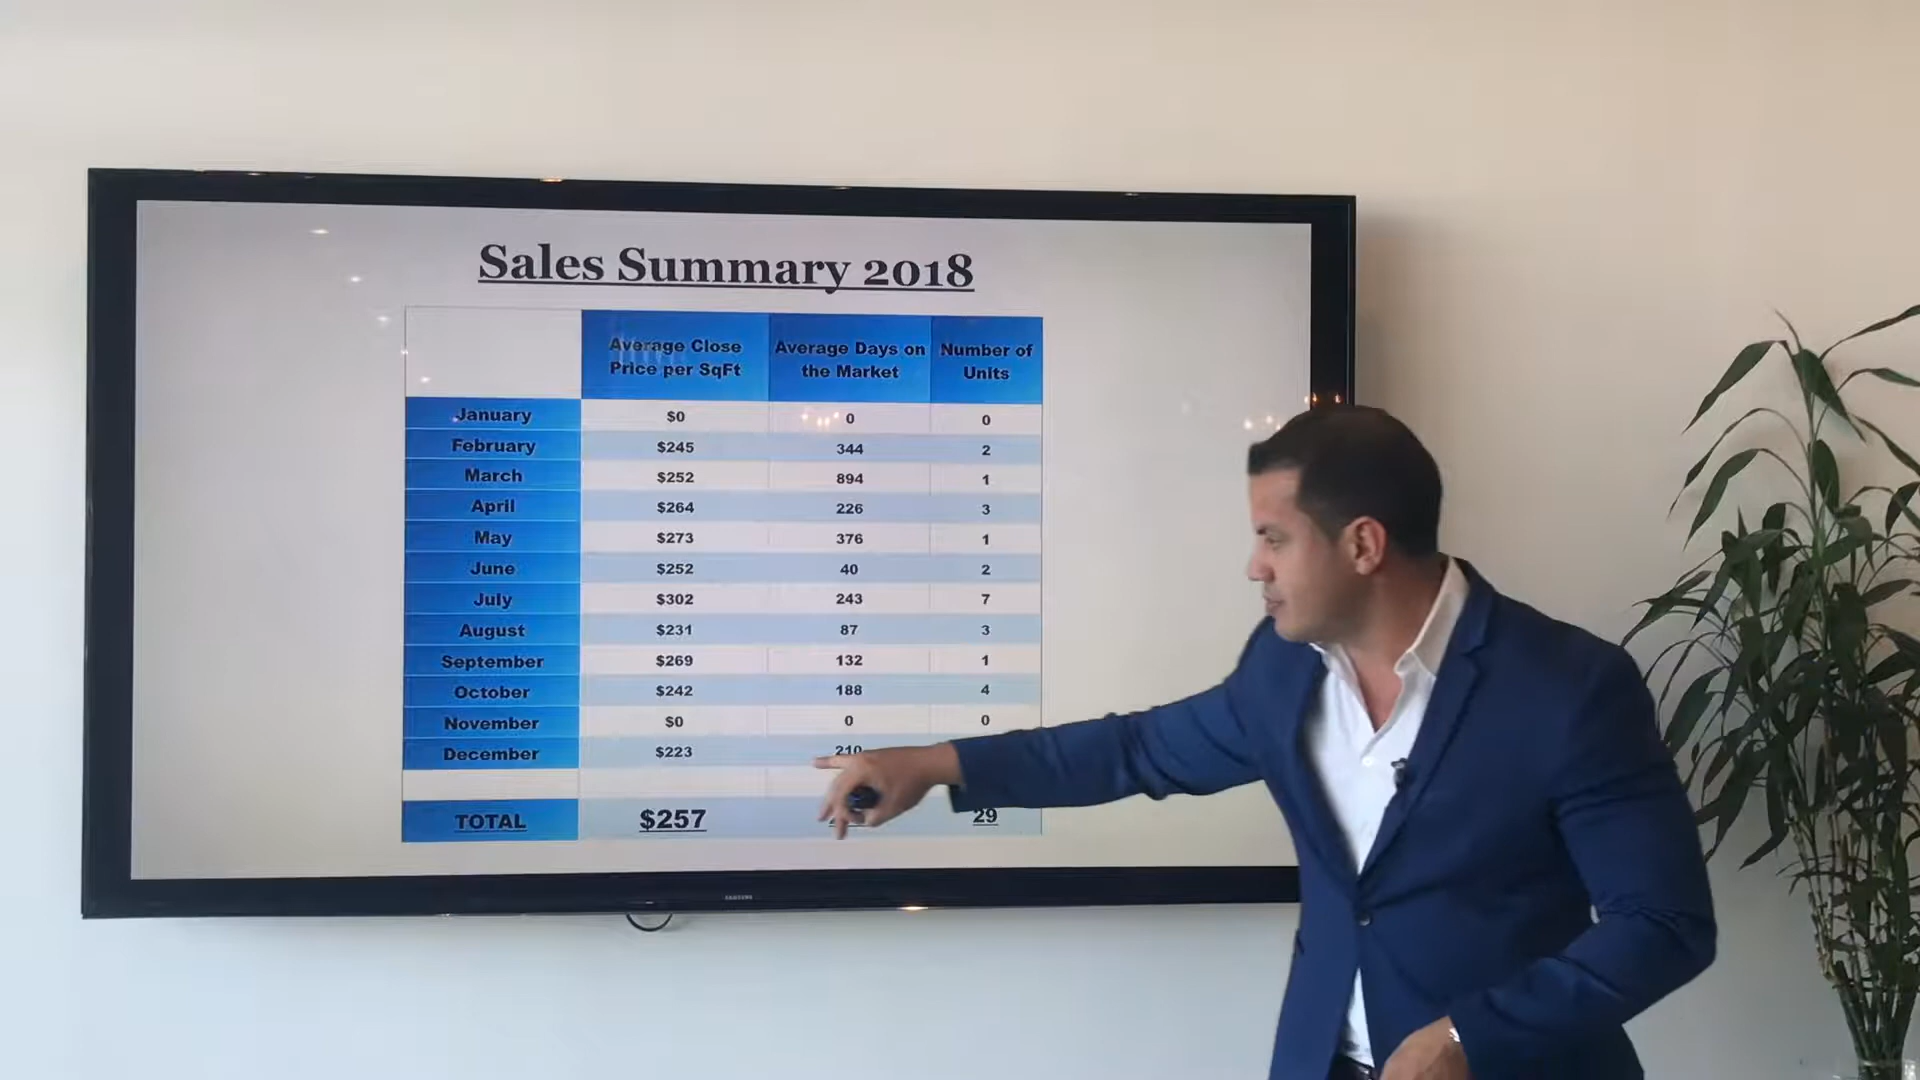 Sales Summary 2018
Average Close Price per SqFt Average Days on the Market Number of Units
January $0 0 0
February $245 344 2
March $252 894 1
April $264 226 3
May $273 376 1
June $252 40 2
July $302 243 7
August $231 87 3
September $269 132 1
October $242 188 4
November $0 0 0
December $223 210
TOTAL $257 29
SAMSUNG